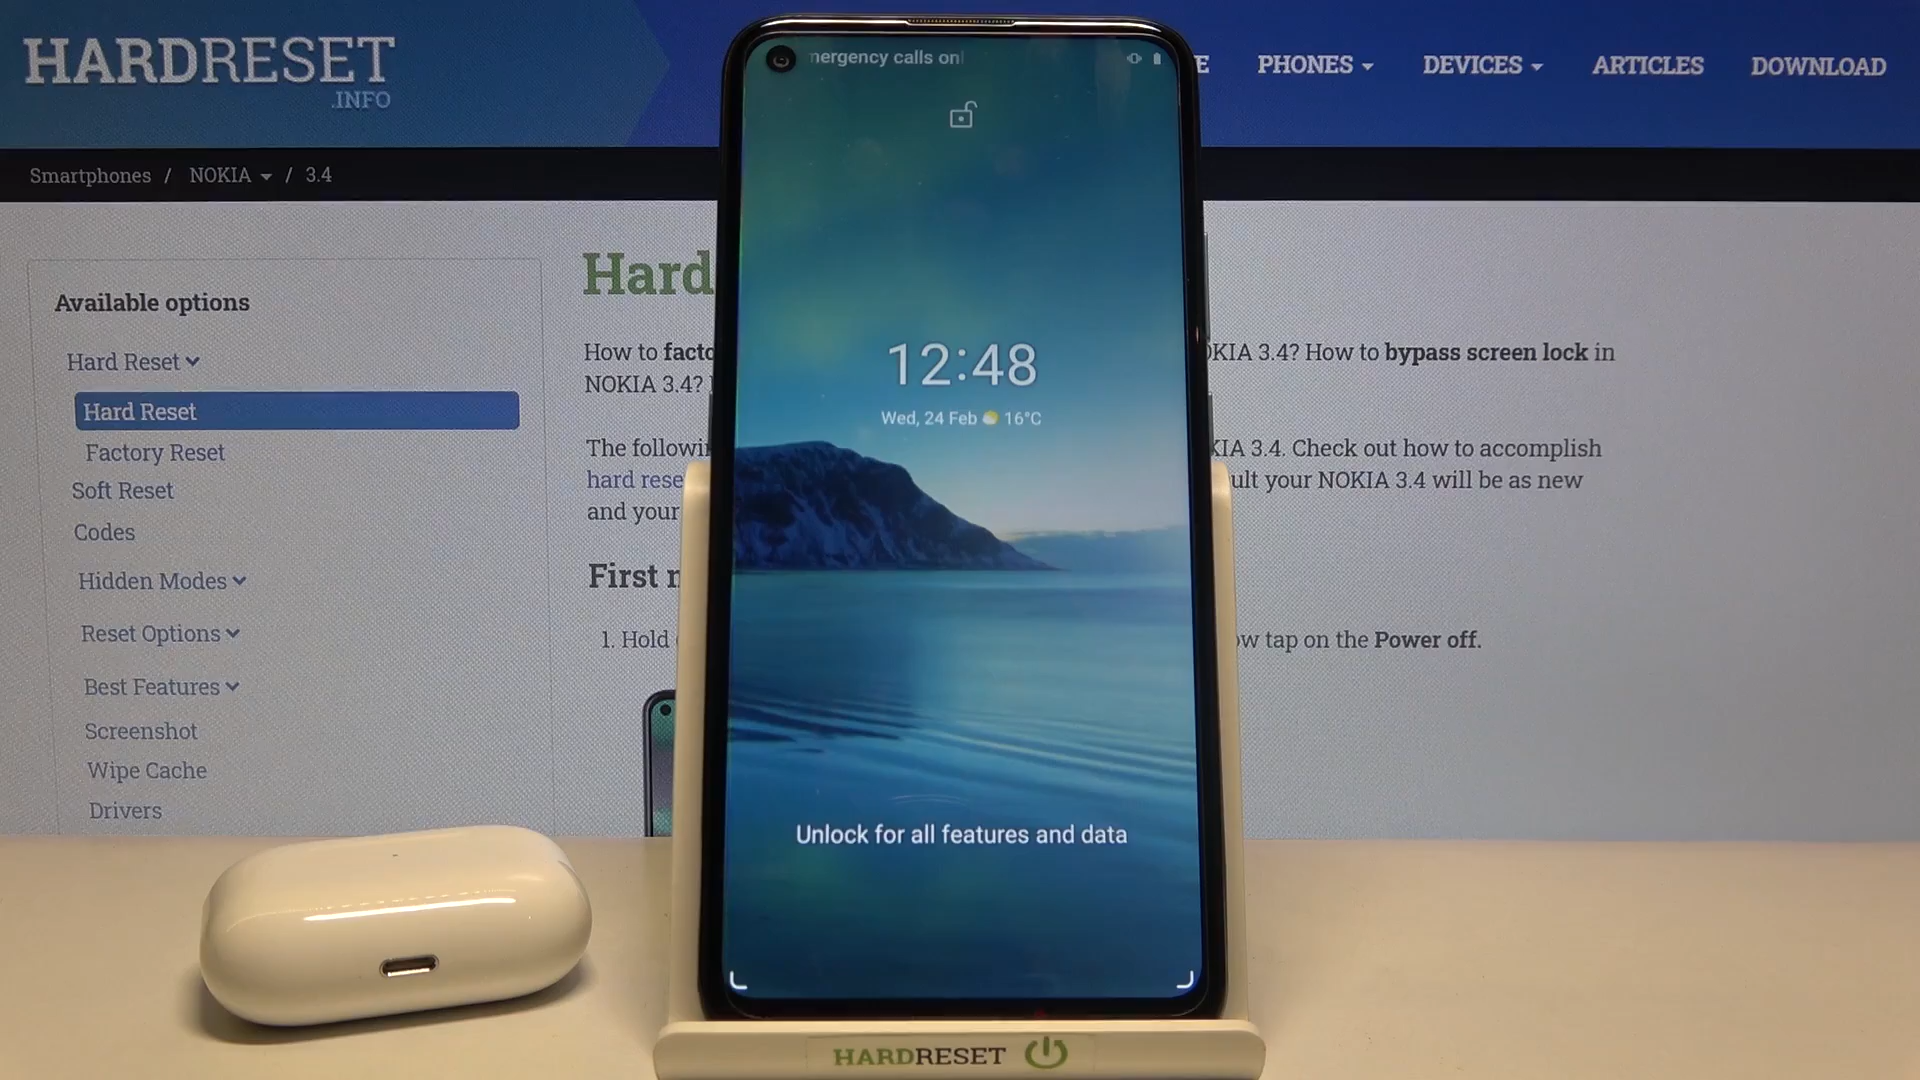 HARDRESET
.INFO
PHONES
DEVICES
ARTICLES
DOWNLOAD
Smartphones / NOKIA / 3.4
Available options
Hard Reset
Hard Reset
Factory Reset
Soft Reset
Codes
Hidden Modes
Reset Options
Best Features
Screenshot
Wipe Cache
Drivers
Hard
How to facto
KIA 3.4? How to bypass screen lock in
NOKIA 3.4?
The followi
KIA 3.4. Check out how to accomplish
hard rese
ult your NOKIA 3.4 will be as new
and your
First
1. Hold
ow tap on the Power off.
mergency calls onl
12:48
Wed, 24 Feb 16°C
Unlock for all features and data
HARDRESET